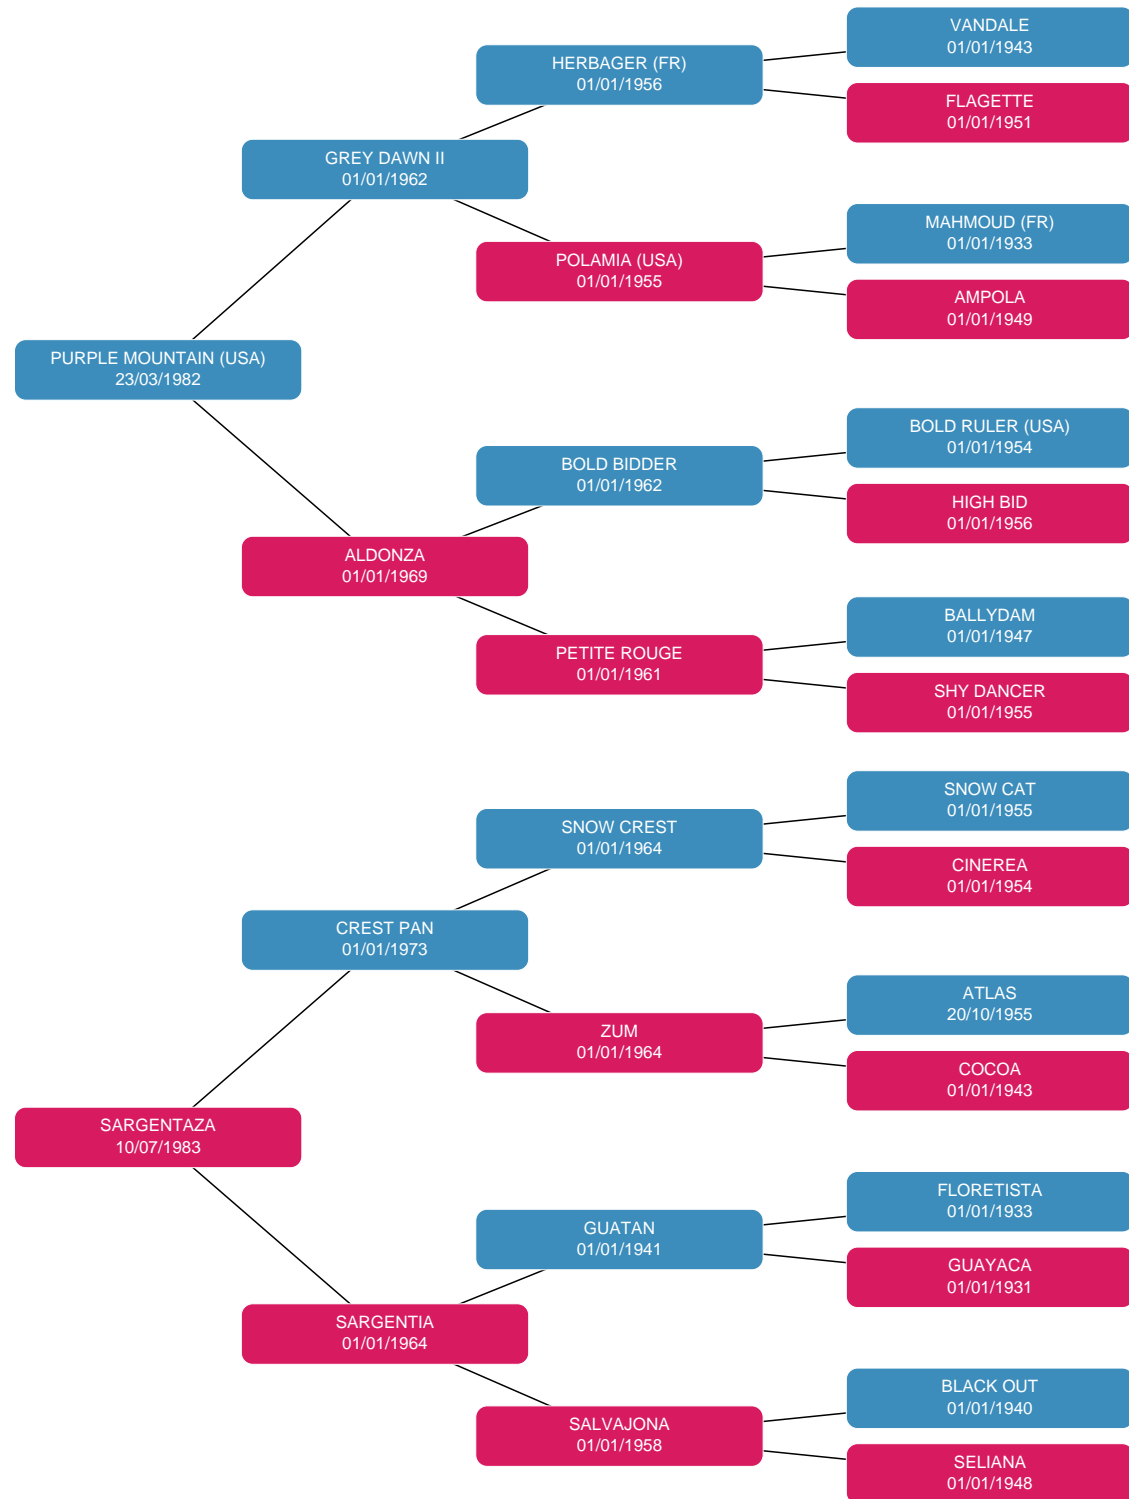 VANDALE
01/01/1943
HERBAGER (FR)
01/01/1956
FLAGETTE
01/01/1951
GREY DAWN II
01/01/1962
MAHMOUD (FR)
01/01/1933
POLAMIA (USA)
01/01/1955
AMPOLA
01/01/1949
PURPLE MOUNTAIN (USA)
23/03/1982
BOLD RULER (USA)
01/01/1954
BOLD BIDDER
01/01/1962
HIGH BID
01/01/1956
ALDONZA
01/01/1969
BALLYDAM
01/01/1947
PETITE ROUGE
01/01/1961
SHY DANCER
01/01/1955
SNOW CAT
01/01/1955
SNOW CREST
01/01/1964
CINEREA
01/01/1954
CREST PAN
01/01/1973
ATLAS
20/10/1955
ZUM
01/01/1964
COCOA
01/01/1943
SARGENTAZA
10/07/1983
FLORETISTA
01/01/1933
GUATAN
01/01/1941
GUAYACA
01/01/1931
SARGENTIA
01/01/1964
BLACK OUT
01/01/1940
SALVAJONA
01/01/1958
SELIANA
01/01/1948